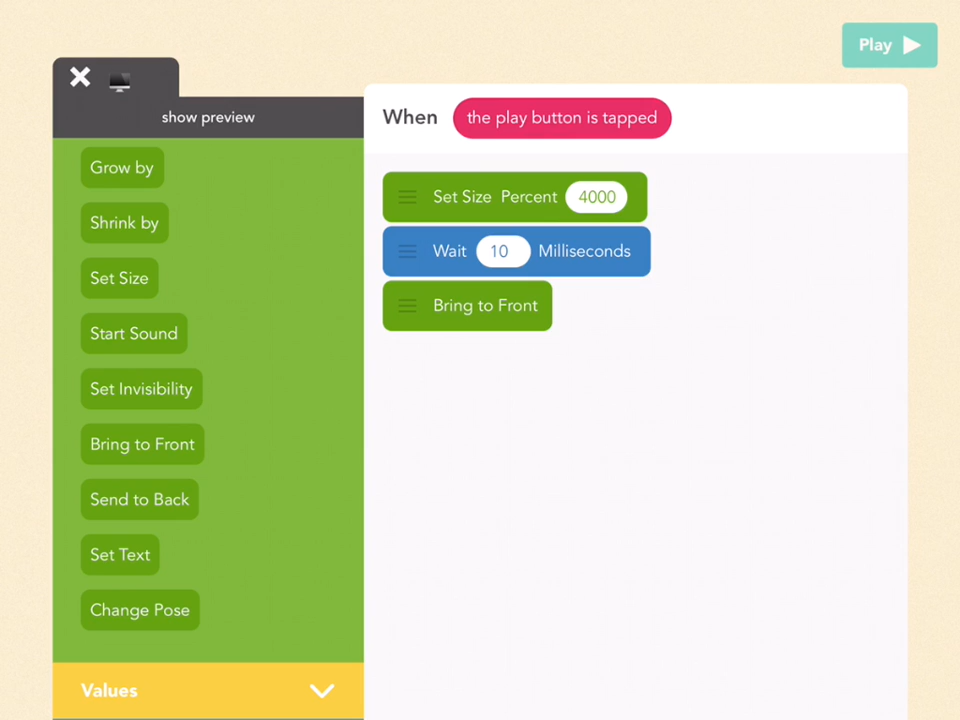 Play
show preview
Grow by
Shrink by
Set Size
Start Sound
Set Invisibility
Bring to Front
Send to Back
Set Text
Change Pose
Values
When the play button is tapped
Set Size Percent 4000
Wait 10 Milliseconds
Bring to Front